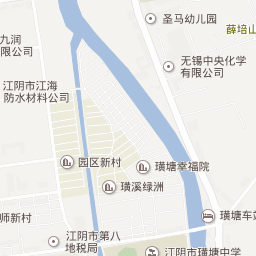 圣马幼儿园
薛培山
九润
限公司
无锡中央化学
有限公司
江阴市江海
防水材料公司
园区新村
璜塘幸福院
璜溪绿洲
师新村
璜塘车站
江阴市第八
地税局
江阴市璜塘中学